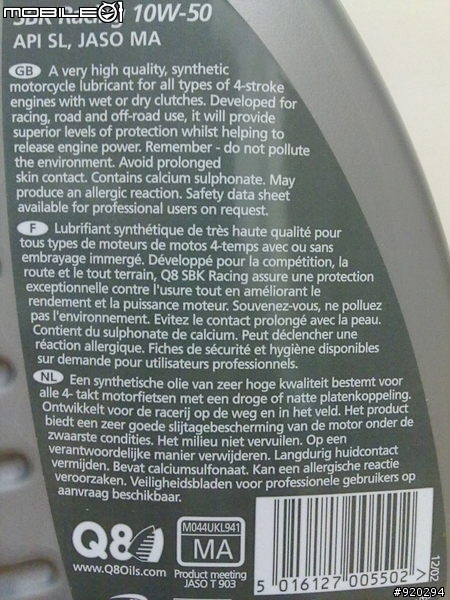 MOBILE01
SBK Racing 10W-50
API SL, JASO MA
GB A very high quality, synthetic
motorcycle lubricant for all types of 4-stroke
engines with wet or dry clutches. Developed for
racing, road and off-road use, it will provide
superior levels of protection whilst helping to
release engine power. Remember - do not pollute
the environment. Avoid prolonged
skin contact. Contains calcium sulphonate. May
produce an allergic reaction. Safety data sheet
available for professional users on request.
F Lubrifiant synthétique de très haute qualité pour
tous types de moteurs de motos 4-temps avec ou sans
embrayage immergé. Développé pour la compétition, la
route et le tout terrain, Q8 SBK Racing assure une protection
exceptionnelle contre l'usure tout en améliorant le
rendement et la puissance moteur. Souvenez-vous, ne polluez
pas l'environnement. Evitez le contact prolongé avec la peau.
Contient du sulphonate de calcium. Peut déclencher une
réaction allergique. Fiches de sécurité et hygiène disponibles
sur demande pour utilisateurs professionnels.
NL Een synthetische olie van zeer hoge kwaliteit bestemd voor
alle 4- takt motorfietsen met een droge of natte platenkoppeling.
Ontwikkelt voor de racerij op de weg en in het veld. Het product
biedt een zeer goede slijtagebescherming van de motor onder de
zwaarste condities. Het milieu niet vervuilen. Op een
verantwoordelijke manier verwijderen. Langdurig huidcontact
vermijden. Bevat calciumsulfonaat. Kan een allergische reactie
veroorzaken. Veiligheidsbladen voor professionele gebruikers op
aanvraag beschikbaar.
Q8
www.Q8Oils.com
M044UKL941
MA
Product meeting
JASO T 903
5 016127 005502 >
12/02
#920294